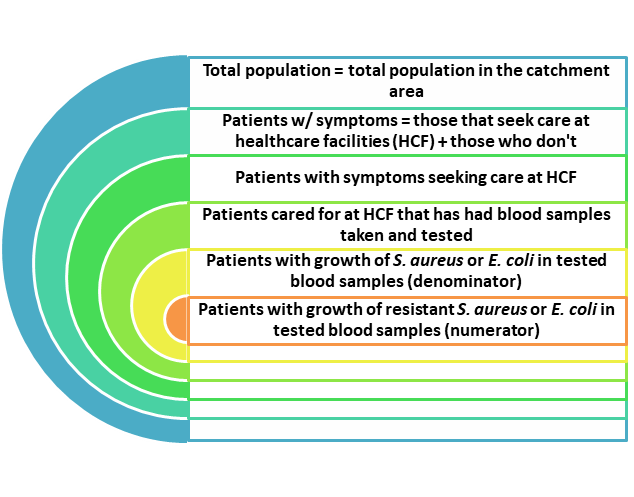 Total population = total population in the catchment
area
Patients w/ symptoms = those that seek care at
healthcare facilities (HCF) + those who don't
Patients with symptoms seeking care at HCF
Patients cared for at HCF that has had blood samples
taken and tested
Patients with growth of S. aureus or E. coli in tested
blood samples (denominator)
Patients with growth of resistant S. aureus or E. coli in
tested blood samples (numerator)